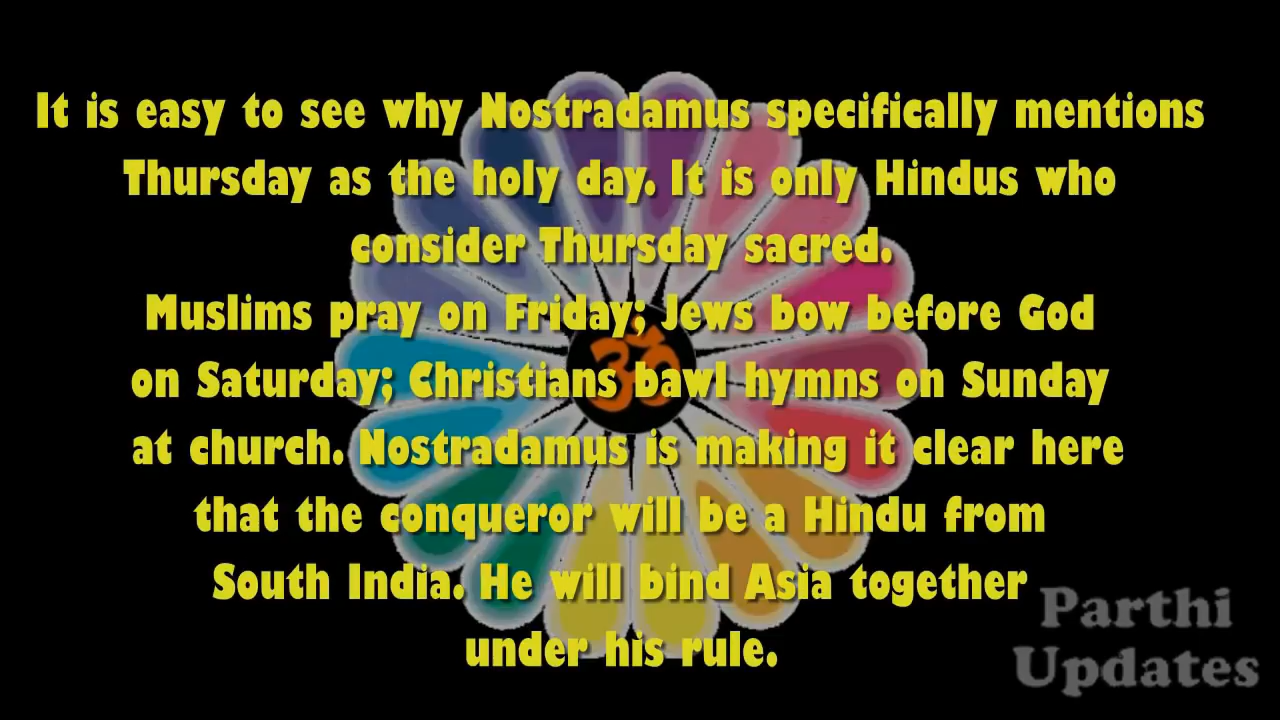 It is easy to see why Nostradamus specifically mentions
Thursday as the holy day. It is only Hindus who
consider Thursday sacred.
Muslims pray on Friday; Jews bow before God
on Saturday; Christians bawl hymns on Sunday
at church. Nostradamus is making it clear here
that the conqueror will be a Hindu from
South India. He will bind Asia together
under his rule.
ॐ
Parthi
Updates